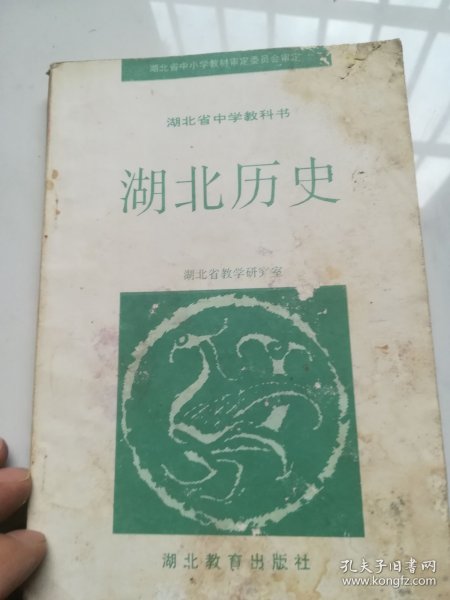 湖北省中小学教材审定委员会审定
湖北省中学教科书
湖北历史
湖北省教学研究室
湖北教育出版社
孔夫子旧书网
www.kongfz.com